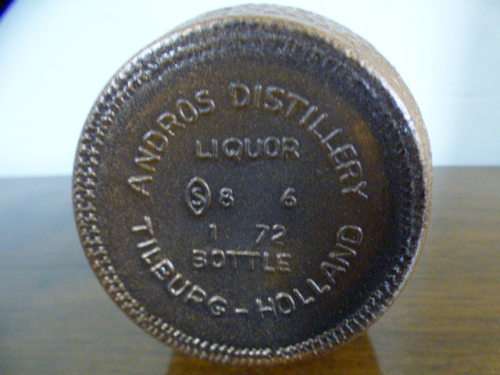 ANDROS DISTILLERY
LIQUOR
S 8 6
1 72
BOTTLE
TILBURG-HOLLAND